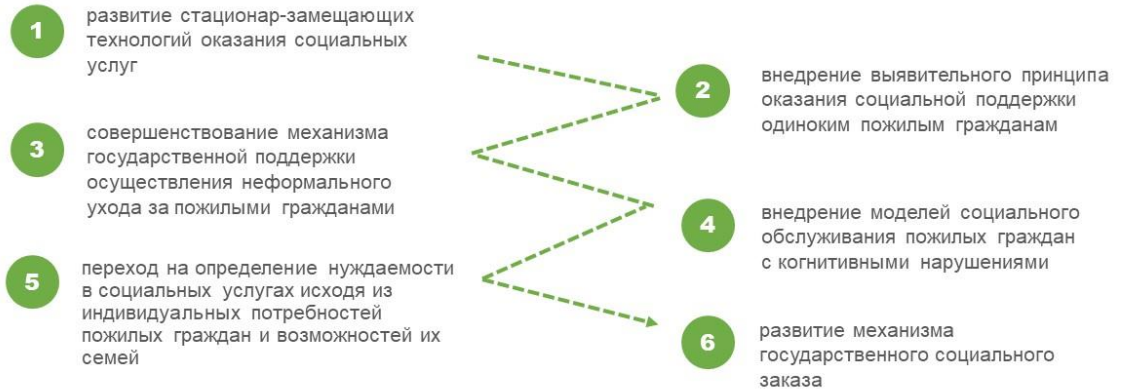 1
развитие стационар-замещающих
технологий оказания социальных
услуг
2
внедрение выявительного принципа
оказания социальной поддержки
одиноким пожилым гражданам
3
совершенствование механизма
государственной поддержки
осуществления неформального
ухода за пожилыми гражданами
4
внедрение моделей социального
обслуживания пожилых граждан
с когнитивными нарушениями
5
переход на определение нуждаемости
в социальных услугах исходя из
индивидуальных потребностей
пожилых граждан и возможностей их
семей
6
развитие механизма
государственного социального
заказа